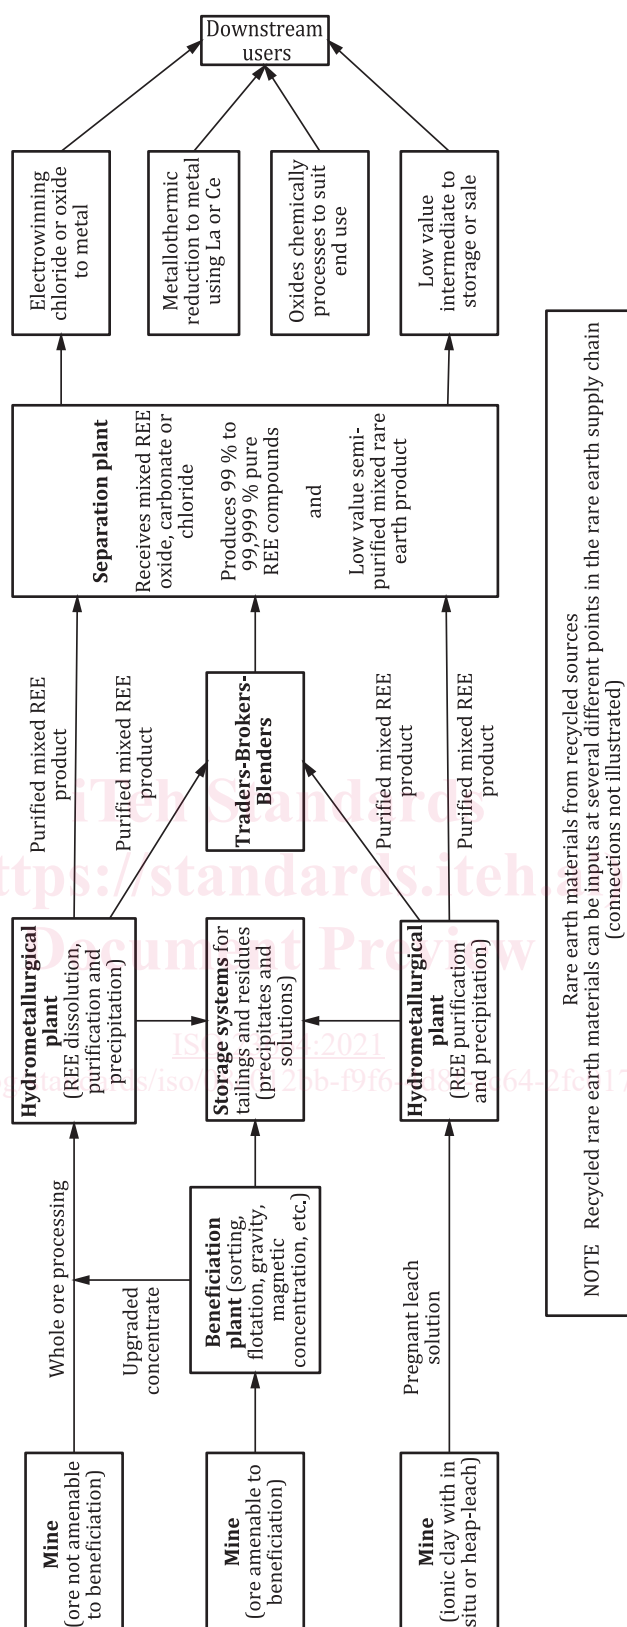 Downstream
users
Electrowinning
chloride or oxide
to metal
Metallothermic
reduction to metal
using La or Ce
Oxides chemically
processes to suit
end use
Low value
intermediate to
storage or sale
Separation plant
Receives mixed REE
oxide, carbonate or
chloride
Produces 99 % to
99,999 % pure
REE compounds
and
Low value semi-
purified mixed rare
earth product
Purified mixed REE
product
Purified mixed REE
product
Traders-Brokers-
Blenders
Purified mixed REE
product
Purified mixed REE
product
Hydrometallurgical
plant
(REE dissolution,
purification and
precipitation)
Storage systems for
tailings and residues
(precipitates and
solutions)
Hydrometallurgical
plant
(REE purification
and precipitation)
Whole ore processing
Upgraded
concentrate
Beneficiation
plant (sorting,
flotation, gravity,
magnetic
concentration, etc.)
Pregnant leach
solution
Mine
(ore not amenable
to beneficiation)
Mine
(ore amenable to
beneficiation)
Mine
(ionic clay with in
situ or heap-leach)
Rare earth materials from recycled sources
NOTE Recycled rare earth materials can be inputs at several different points in the rare earth supply chain
(connections not illustrated)
iTeh Standards
ttps://standards.iteh.a
Document Preview